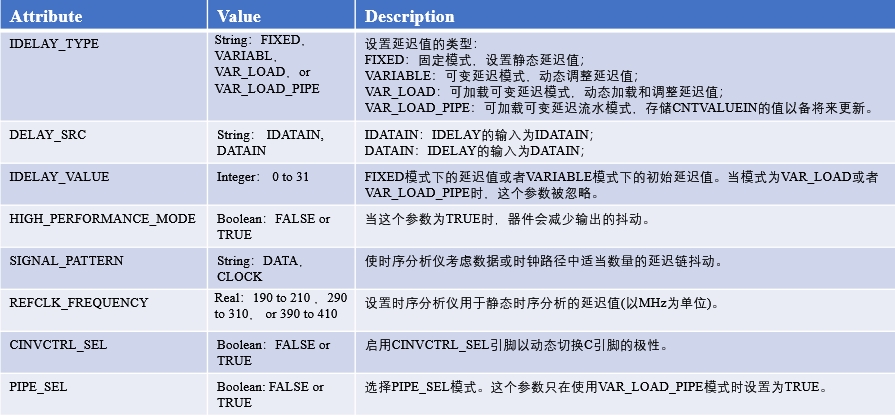 Attribute Value Description
IDELAY_TYPE
String：FIXED、
VARIABL、
VAR_LOAD、or
VAR_LOAD_PIPE
设置延迟值的类型：
FIXED：固定模式，设置静态延迟值；
VARIABLE：可变延迟模式，动态调整延迟值；
VAR_LOAD：可加载可变延迟模式，动态加载和调整延迟值；
VAR_LOAD_PIPE：可加载可变延迟流水模式，存储CNTVALUEIN的值以备将来更新。
DELAY_SRC
String： IDATAIN,
DATAIN
IDATAIN：IDELAY的输入为IDATAIN；
DATAIN：IDELAY的输入为DATAIN；
IDELAY_VALUE
Integer： 0 to 31
FIXED模式下的延迟值或者VARIABLE模式下的初始延迟值。当模式为VAR_LOAD或者
VAR_LOAD_PIPE时，这个参数被忽略。
HIGH_PERFORMANCE_MODE
Boolean：FALSE or
TRUE
当这个参数为TRUE时，器件会减少输出的抖动。
SIGNAL_PATTERN
String：DATA、
CLOCK
使时序分析仪考虑数据或时钟路径中适当数量的延迟链抖动。
REFCLK_FREQUENCY
Real：190 to 210 ，290
to 310， or 390 to 410
设置时序分析仪用于静态时序分析的延迟值(以MHz为单位)。
CINVCTRL_SEL
Boolean：FALSE or
TRUE
启用CINVCTRL_SEL引脚以动态切换C引脚的极性。
PIPE_SEL
Boolean: FALSE or
TRUE
选择PIPE_SEL模式。这个参数只在使用VAR_LOAD_PIPE模式时设置为TRUE。